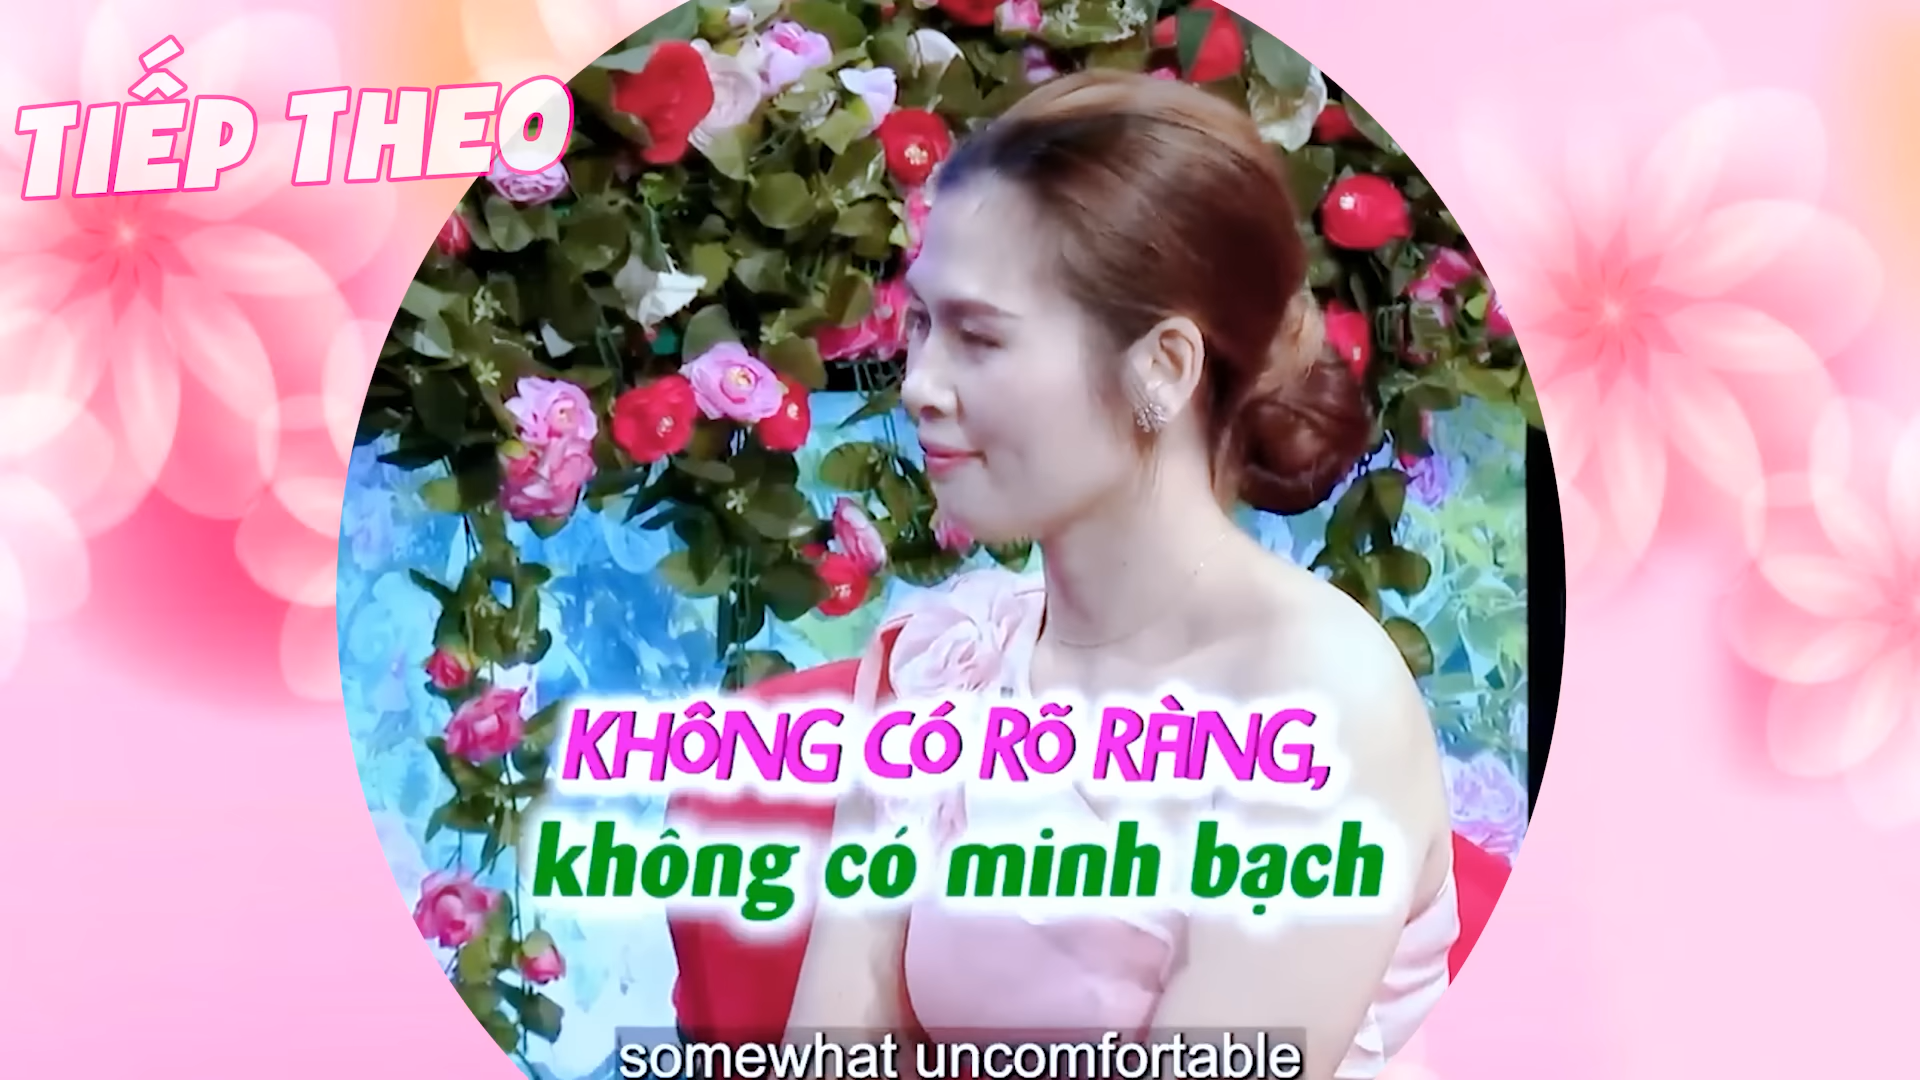 TIẾP THEO
KHÔNG CÓ RÕ RÀNG,
không có minh bạch
somewhat uncomfortable